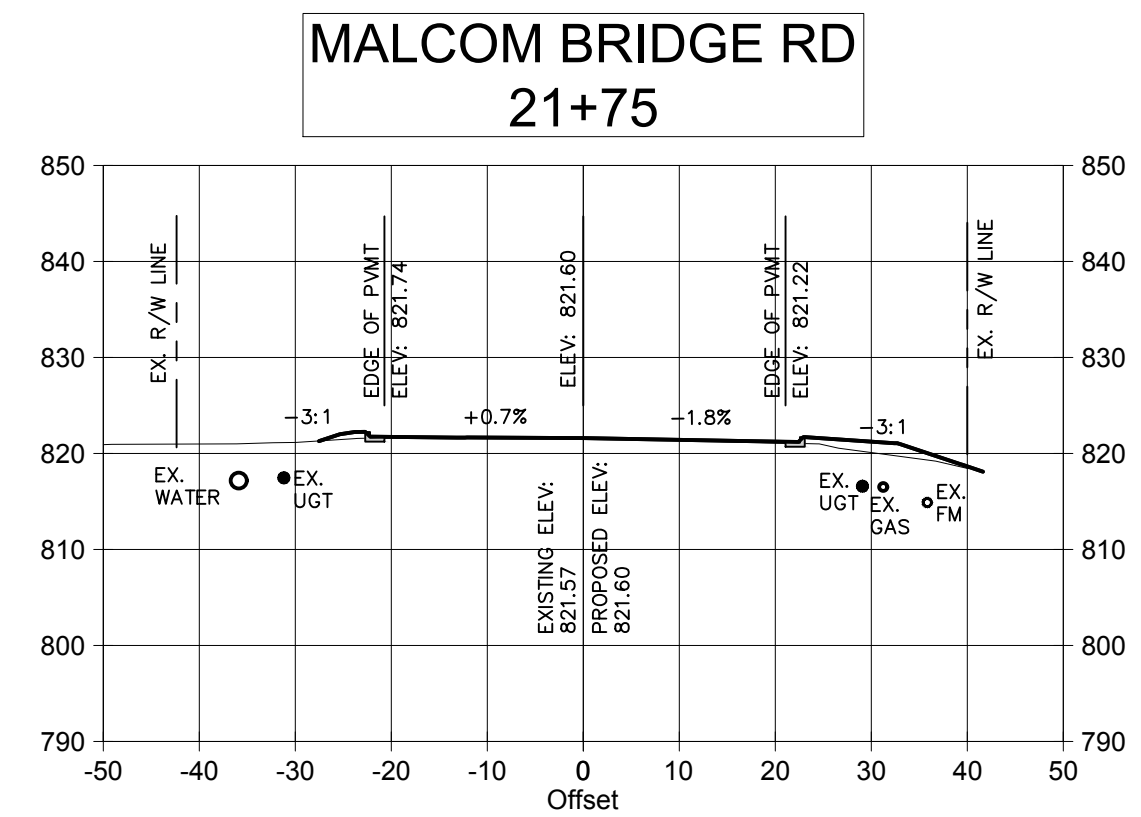 MALCOM BRIDGE RD
21+75
850
850
840
840
830
830
820
820
810
810
800
800
790
790
EX. R/W LINE
EDGE OF PVMT
ELEV: 821.74
ELEV: 821.60
EDGE OF PVMT
ELEV: 821.22
EX. R/W LINE
-3:1
+0.7%
-1.8%
-3:1
EX.
WATER
EX.
UGT
EX.
UGT
EX.
GAS
EX.
FM
EXISTING ELEV:
821.57
PROPOSED ELEV:
821.60
-50 -40 -30 -20 -10 0 10 20 30 40 50
Offset